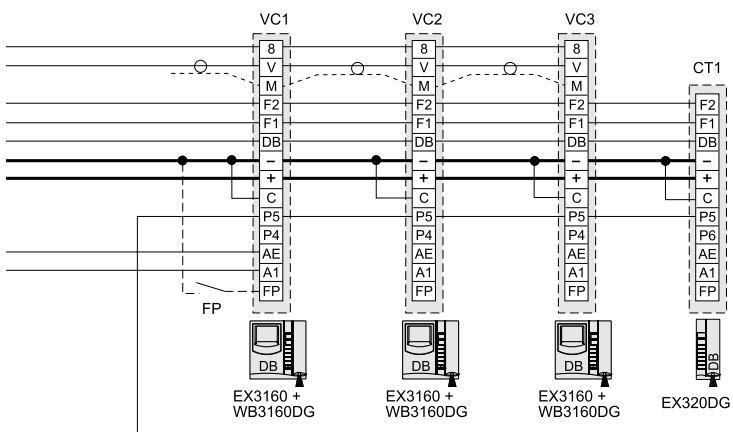 VC1 VC2 VC3
CT1
8 8 8
V V V
M M M
F2 F2 F2 F2
F1 F1 F1 F1
DB DB DB DB
− − − −
+ + + +
C C C C
P5 P5 P5 P5
P4 P4 P4 P6
AE AE AE AE
A1 A1 A1 A1
FP FP FP FP
FP
DB DB DB DB
EX3160 + EX3160 + EX3160 + EX320DG
WB3160DG WB3160DG WB3160DG